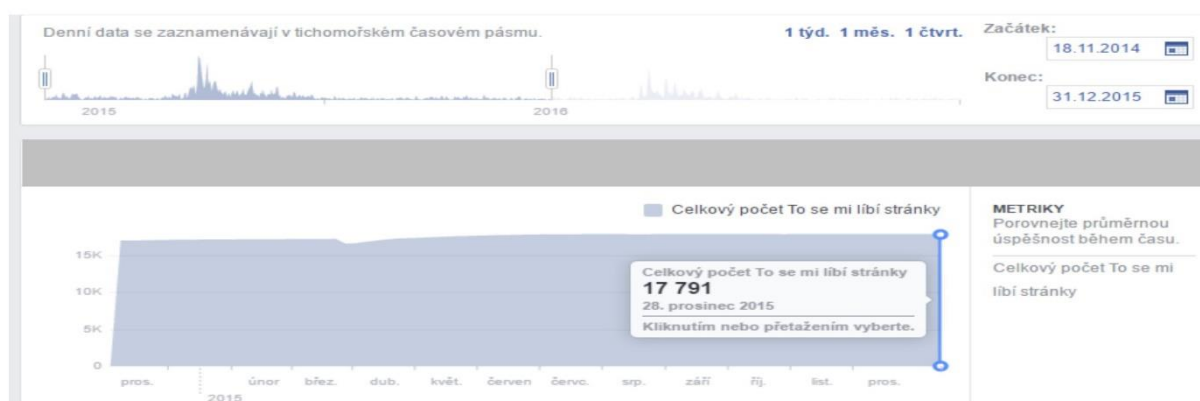 Denní data se zaznamenávají v tichomořském časovém pásmu.
1 týd. 1 měs. 1 čtvrt.
Začátek:
18.11.2014
Konec:
31.12.2015
2015
2016
Celkový počet To se mi líbí stránky
15K
10K
5K
0
Celkový počet To se mi líbí stránky
17 791
28. prosinec 2015
Kliknutím nebo přetažením vyberte.
pros.
únor
břez.
dub.
květ.
červen
červc.
srp.
září
říj.
list.
pros.
2015
METRIKY
Porovnejte průměrnou
úspěšnost během času.
Celkový počet To se mi
líbí stránky